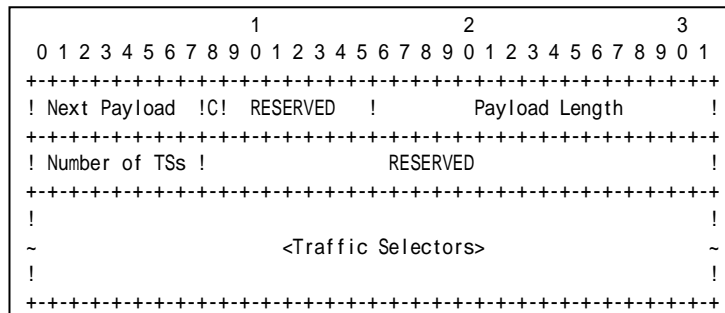 1                   2                   3
 0 1 2 3 4 5 6 7 8 9 0 1 2 3 4 5 6 7 8 9 0 1 2 3 4 5 6 7 8 9 0 1
+-+-+-+-+-+-+-+-+-+-+-+-+-+-+-+-+-+-+-+-+-+-+-+-+-+-+-+-+-+-+-+-+
! Next Payload  !C!  RESERVED   !         Payload Length        !
+-+-+-+-+-+-+-+-+-+-+-+-+-+-+-+-+-+-+-+-+-+-+-+-+-+-+-+-+-+-+-+-+
! Number of TSs !                 RESERVED                      !
+-+-+-+-+-+-+-+-+-+-+-+-+-+-+-+-+-+-+-+-+-+-+-+-+-+-+-+-+-+-+-+-+
!                                                               !
~                       <Traffic Selectors>                     ~
!                                                               !
+-+-+-+-+-+-+-+-+-+-+-+-+-+-+-+-+-+-+-+-+-+-+-+-+-+-+-+-+-+-+-+-+